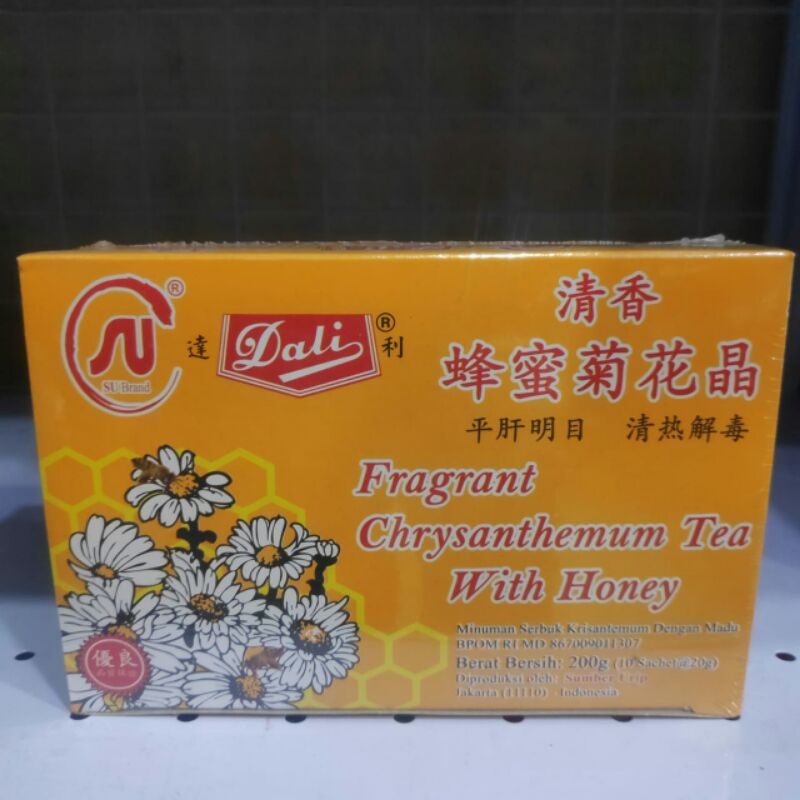 SU Brand
®
達
Dali
®
利
清香
蜂蜜菊花晶
平肝明目 清热解毒
Fragrant
Chrysanthemum Tea
With Honey
Minuman Serbuk Krisantemum Dengan Madu
BPOM RI MD 867009011307
Berat Bersih: 200g (10 Sachet@20g)
Diproduksi oleh: Sumber Urip
Jakarta (11110) - Indonesia
優良